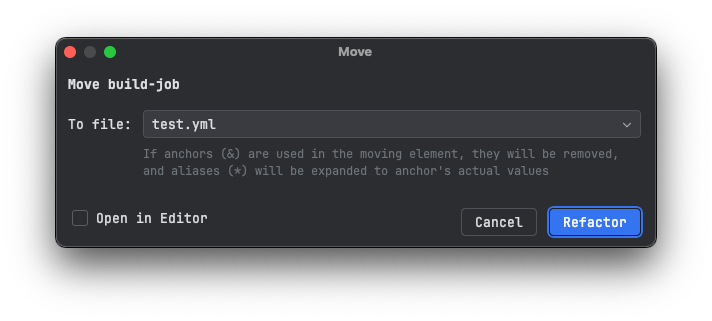 Move
Move build-job
To file: test.yml
If anchors (&) are used in the moving element, they will be removed,
and aliases (*) will be expanded to anchor's actual values
Open in Editor
Cancel Refactor